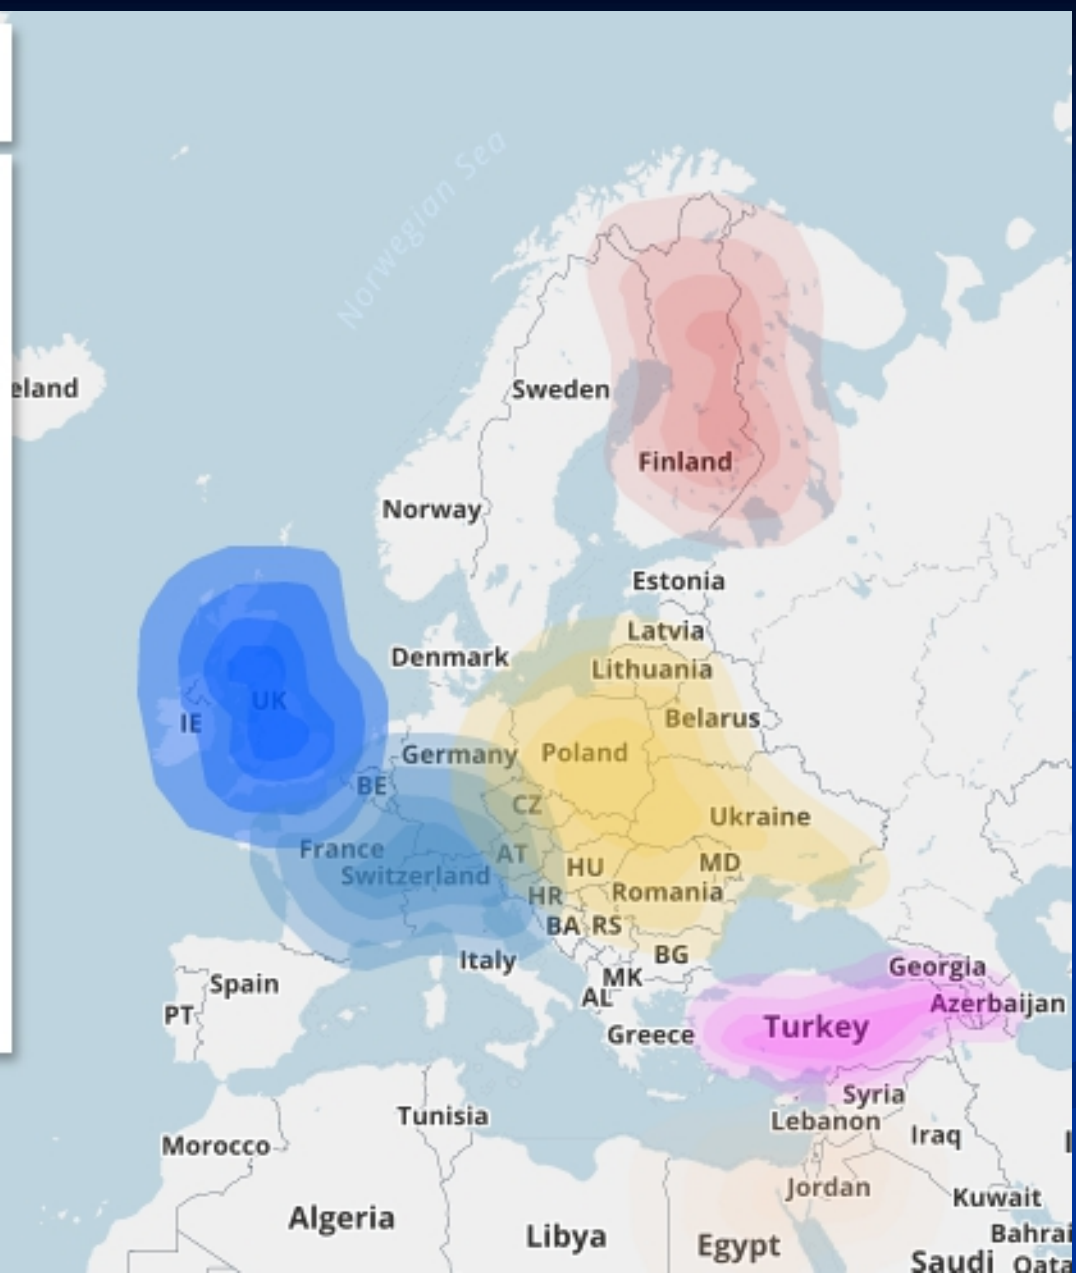 Norwegian Sea
eland
Sweden
Finland
Norway
Estonia
Latvia
Denmark
Lithuania
UK
IE
Belarus
Germany
Poland
BE
CZ
Ukraine
France
AT
MD
HU
Switzerland
HR
Romania
BA
RS
BG
Italy
Georgia
MK
Spain
AL
Azerbaijan
PT
Turkey
Greece
Syria
Tunisia
Lebanon
Iraq
Morocco
Jordan
Kuwait
Algeria
Libya
Egypt
Bahrai
Saudi
Qata